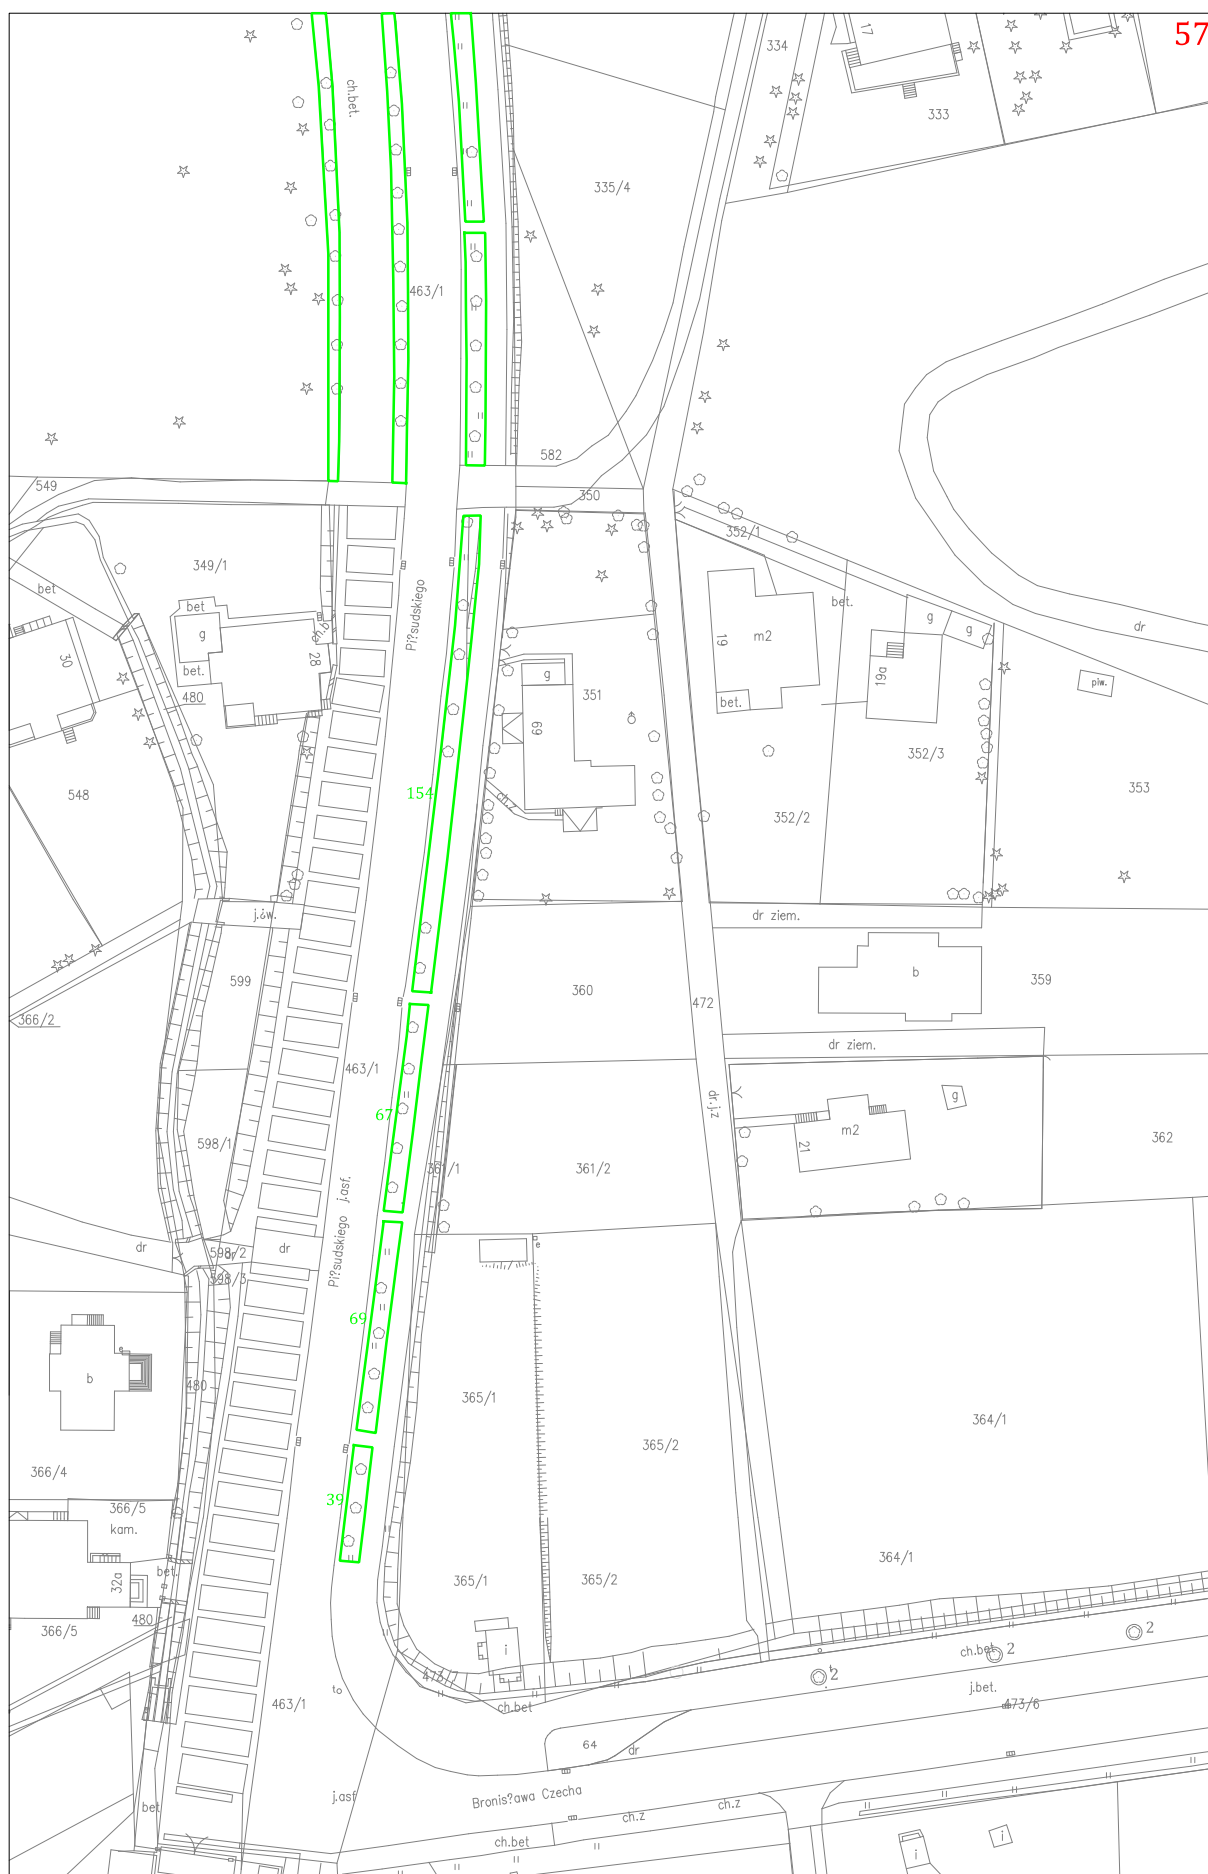 57
17
334
333
ch.bet.
335/4
463/1
582
549
350
352/1
349/1
bet
bet
g
bet.
ch.b
28
30
480
548
Pi?sudskiego
154
g
351
69
ch.z
19
m2
bet.
bet.
19a
g
g
dr
piw.
352/3
352/2
353
j.św.
dr ziem.
b
359
599
360
472
366/2
463/1
dr ziem.
67
dr.j.z
g
m2
21
362
598/1
361/1
361/2
Pi?sudskiego j.asf.
dr
598/2
dr
dr
598/3
e
69
b
e
480
365/1
365/2
364/1
366/4
39
366/5
kam.
32a
bet.
480
366/5
365/1
365/2
364/1
i
473/7
ch.bet
ch.bet.
2
2
2
j.bet.
473/6
463/1
to
64
dr
j.asf
Bronis?awa Czecha
ch.z
ch.z
bet
ch.bet
i
i